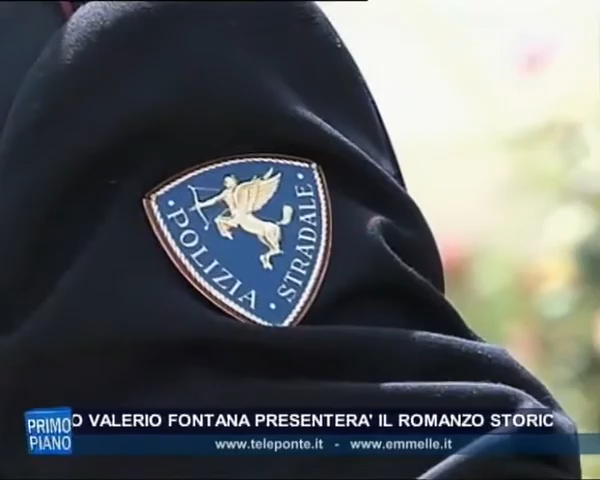 POLIZIA STRADALE
O VALERIO FONTANA PRESENTERA' IL ROMANZO STORIC
PRIMO
PIANO
www.teleponte.it - www.emmelle.it